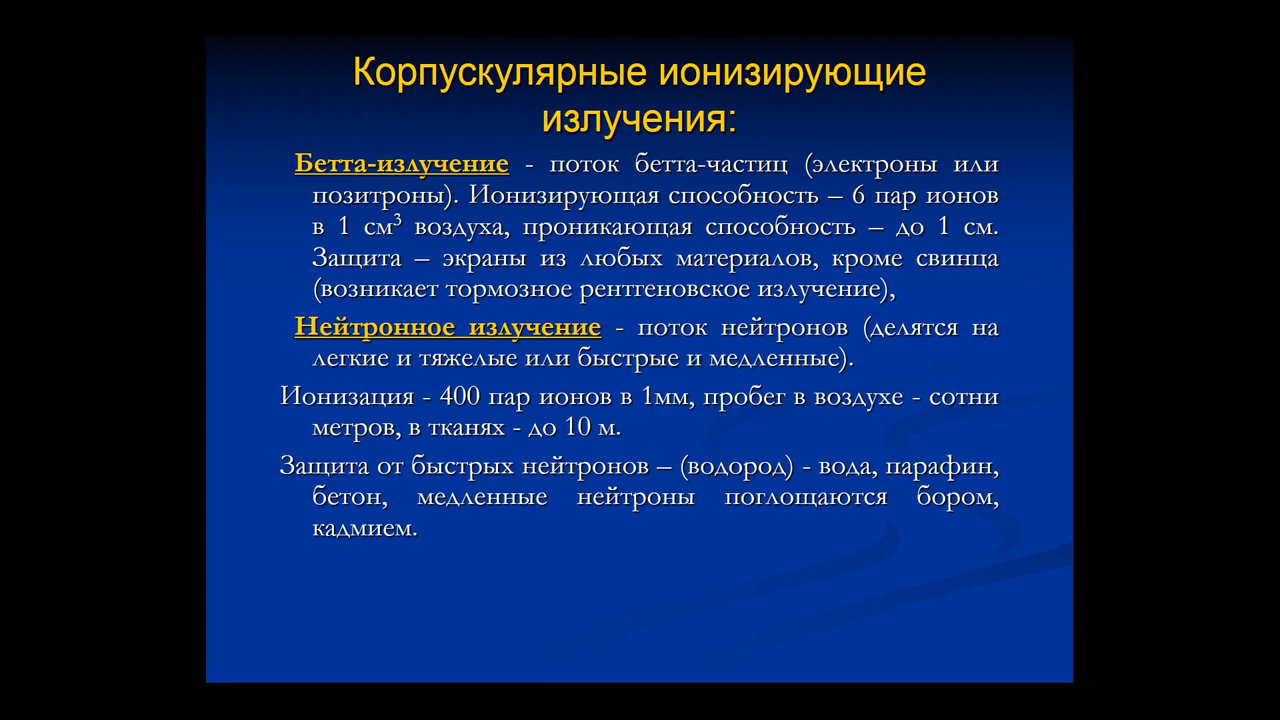 Корпускулярные ионизирующие
излучения:
Бетта-излучение - поток бетта-частиц (электроны или
позитроны). Ионизирующая способность – 6 пар ионов
в 1 см³ воздуха, проникающая способность – до 1 см.
Защита – экраны из любых материалов, кроме свинца
(возникает тормозное рентгеновское излучение),
Нейтронное излучение - поток нейтронов (делятся на
легкие и тяжелые или быстрые и медленные).
Ионизация - 400 пар ионов в 1мм, пробег в воздухе - сотни
метров, в тканях - до 10 м.
Защита от быстрых нейтронов – (водород) - вода, парафин,
бетон, медленные нейтроны поглощаются бором,
кадмием.